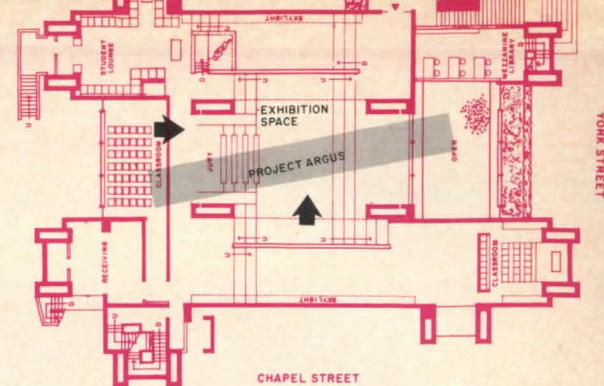 SKYLIGHT
STUDENT
LOUNGE
MEZZANINE
LIBRARY
D
D
D
U
U
U
EXHIBITION
SPACE
YORK STREET
CLASSROOM
JURY
PROJECT ARGUS
OPEN
RECEIVING
U
U
U
CLASSROOM
D
U
D
SKYLIGHT
CHAPEL STREET